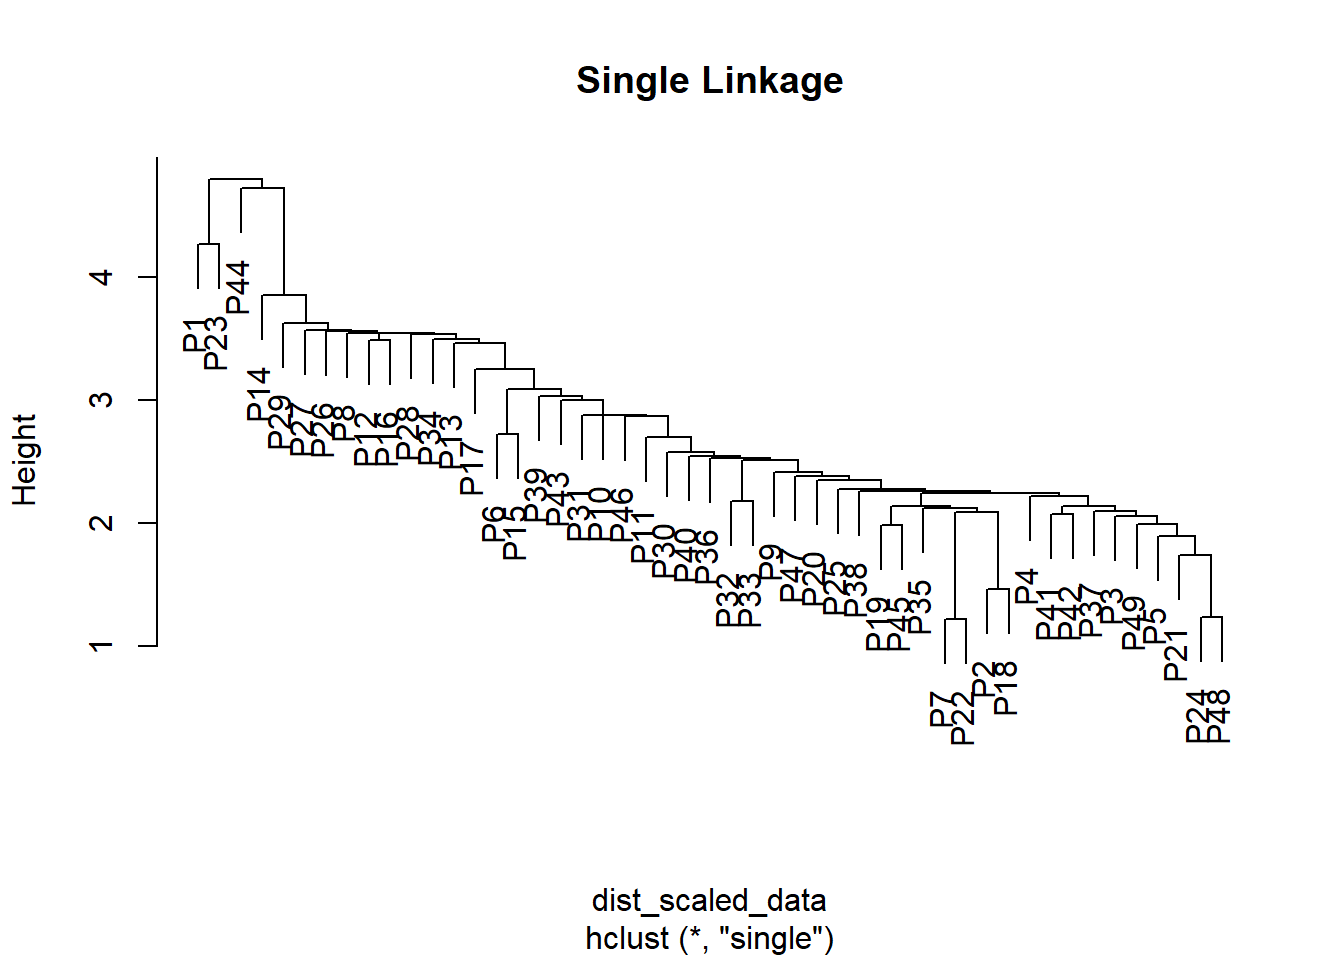 Single Linkage
Height
4
3
2
1
P1
P23
P44
P14
P29
P27
P26
P8
P12
P16
P28
P34
P13
P17
P6
P15
P39
P43
P31
P10
P46
P11
P30
P40
P36
P32
P33
P9
P47
P20
P25
P38
P19
P45
P35
P7
P22
P2
P18
P4
P41
P42
P37
P3
P49
P5
P21
P24
P48
dist_scaled_data
hclust (*, "single")